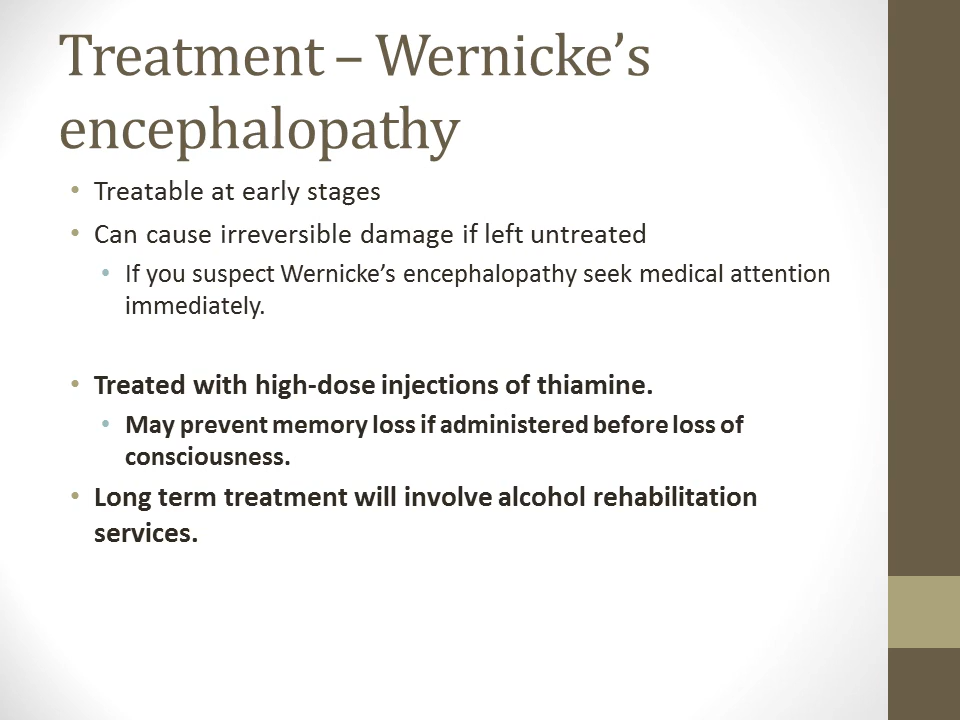 Treatment – Wernicke’s
encephalopathy
• Treatable at early stages
• Can cause irreversible damage if left untreated
• If you suspect Wernicke’s encephalopathy seek medical attention
immediately.
• Treated with high-dose injections of thiamine.
• May prevent memory loss if administered before loss of
consciousness.
• Long term treatment will involve alcohol rehabilitation
services.